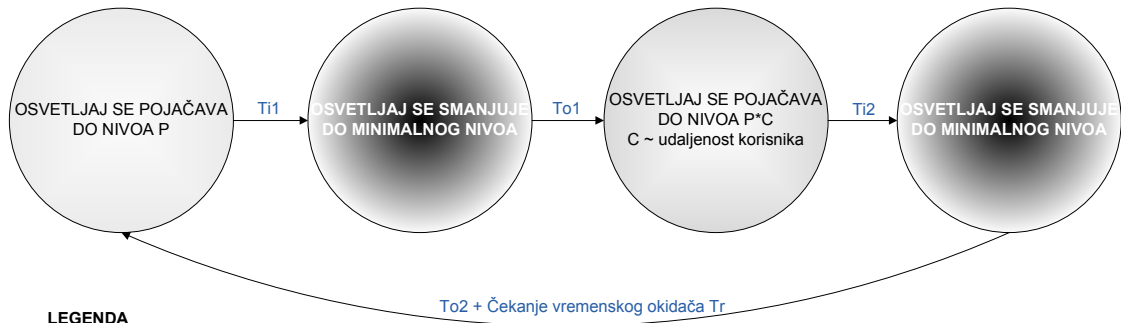 OSVETLJAJ SE POJAČAVA
DO NIVOA P
Ti1
OSVETLJAJ SE SMANJUJE
DO MINIMALNOG NIVOA
To1
OSVETLJAJ SE POJAČAVA
DO NIVOA P*C
C ~ udaljenost korisnika
Ti2
OSVETLJAJ SE SMANJUJE
DO MINIMALNOG NIVOA
To2 + Čekanje vremenskog okidača Tr
LEGENDA